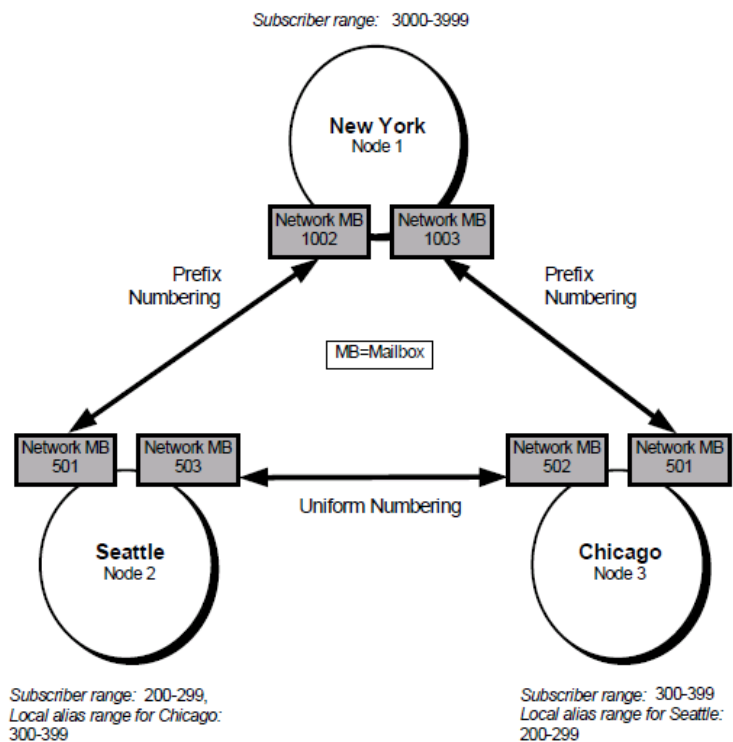 Subscriber range: 3000-3999
New York
Node 1
Network MB
1002
Network MB
1003
Prefix
Numbering
Prefix
Numbering
MB=Mailbox
Network MB
501
Network MB
503
Network MB
502
Network MB
501
Uniform Numbering
Seattle
Node 2
Chicago
Node 3
Subscriber range: 200-299,
Local alias range for Chicago:
300-399
Subscriber range: 300-399
Local alias range for Seattle:
200-299